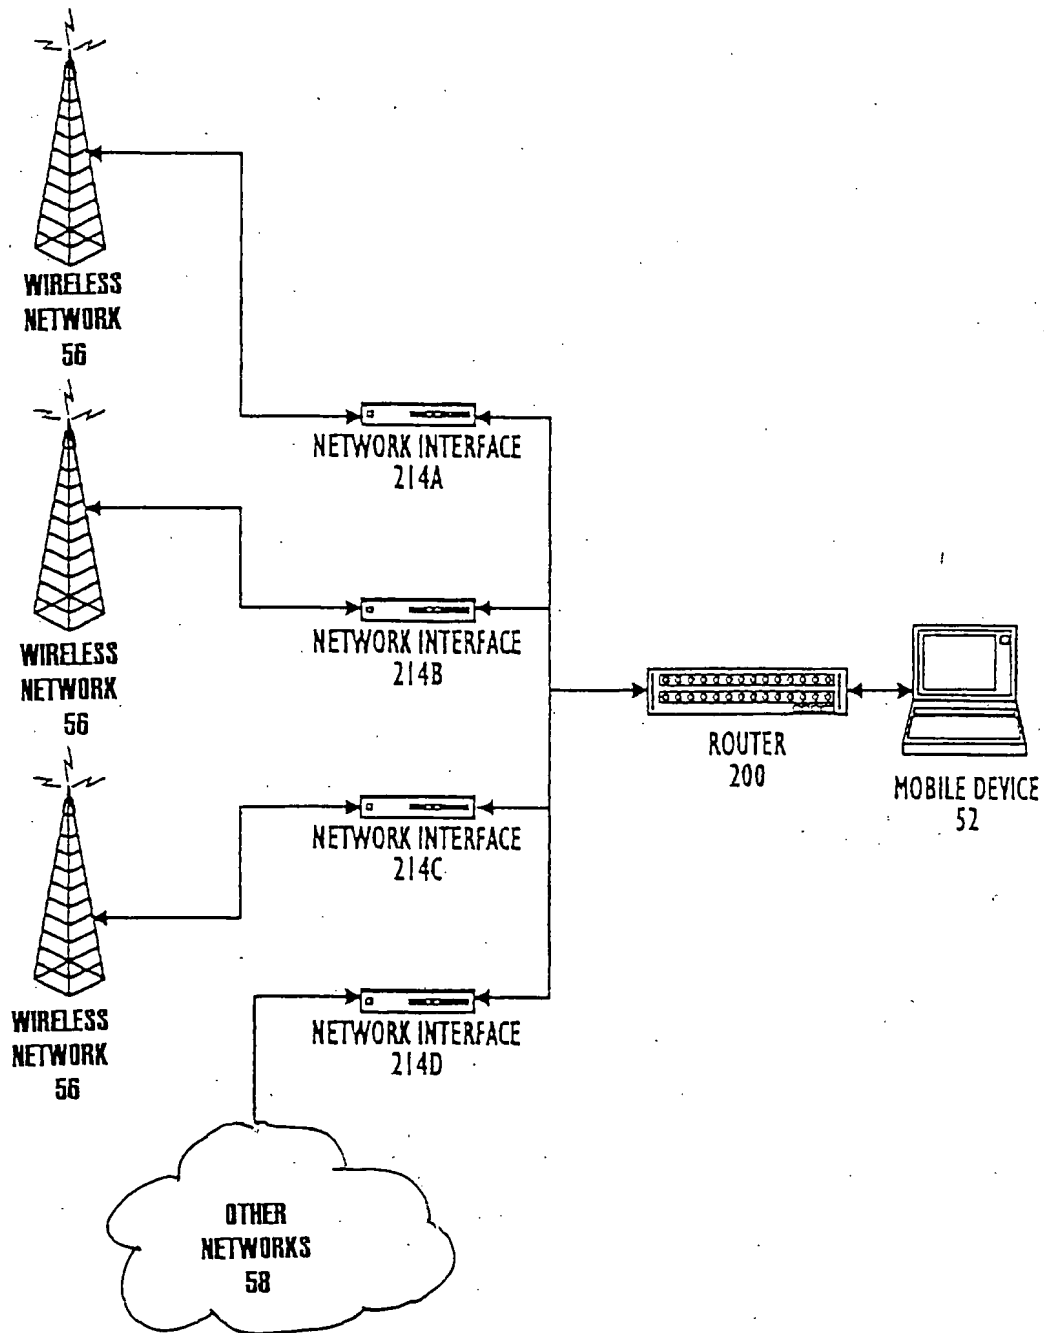 WIRELESS
NETWORK
56
NETWORK INTERFACE
214A
WIRELESS
NETWORK
56
NETWORK INTERFACE
214B
ROUTER
200
MOBILE DEVICE
52
NETWORK INTERFACE
214C
WIRELESS
NETWORK
56
NETWORK INTERFACE
214D
OTHER
NETWORKS
58